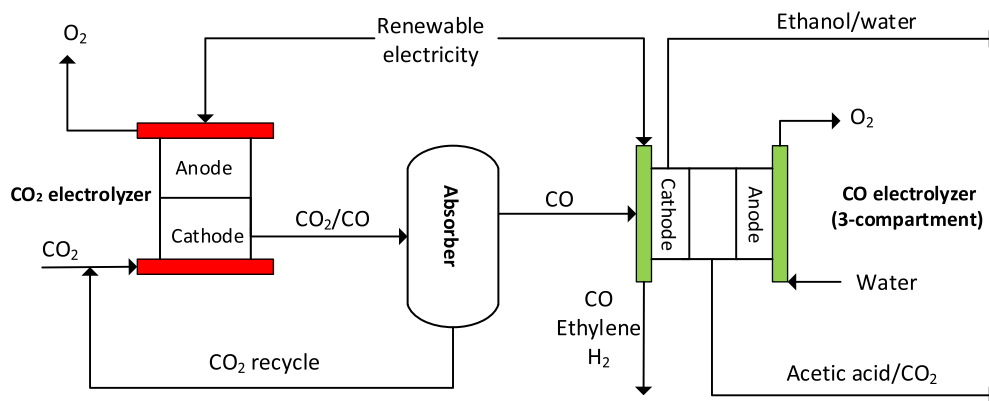 Ethanol/water
Renewable
electricity
O₂
O₂
Anode
CO₂ electrolyzer
Cathode
CO₂/CO
CO₂
Absorber
CO
Cathode
Anode
CO electrolyzer
(3-compartment)
Water
CO
Ethylene
H₂
CO₂ recycle
Acetic acid/CO₂